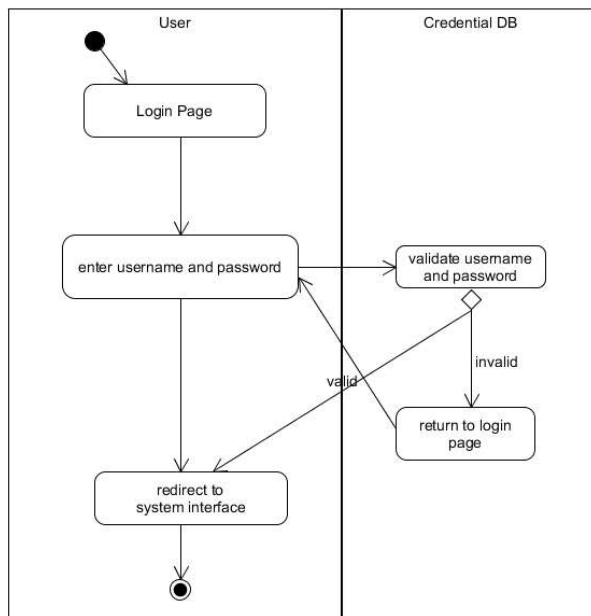 User
Credential DB
Login Page
enter username and password
validate username
and password
valid
invalid
return to login
page
redirect to
system interface